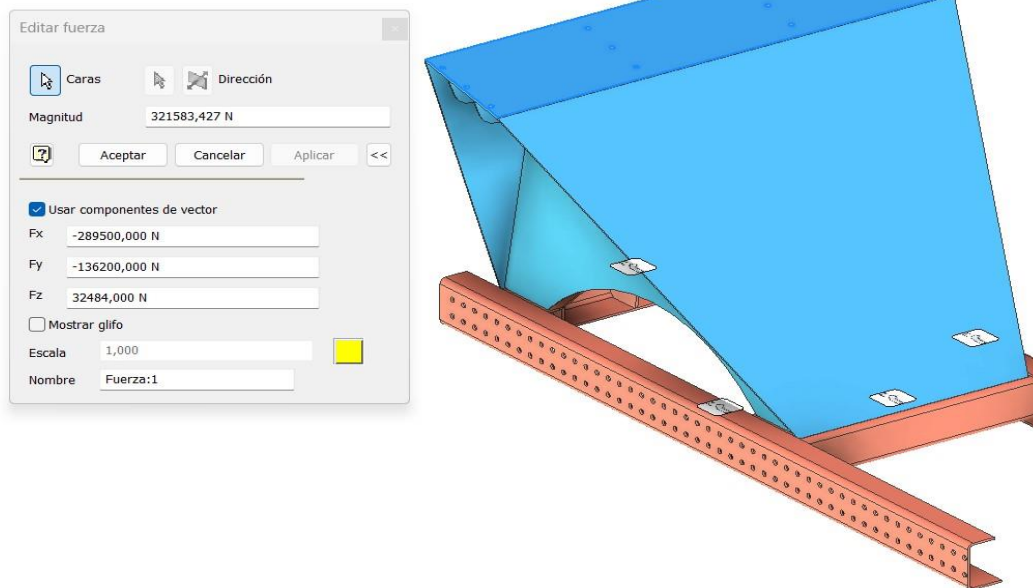 Editar fuerza
Caras Dirección
Magnitud 321583,427 N
Aceptar Cancelar Aplicar <<
Usar componentes de vector
Fx -289500,000 N
Fy -136200,000 N
Fz 32484,000 N
Mostrar glifo
Escala 1,000
Nombre Fuerza:1